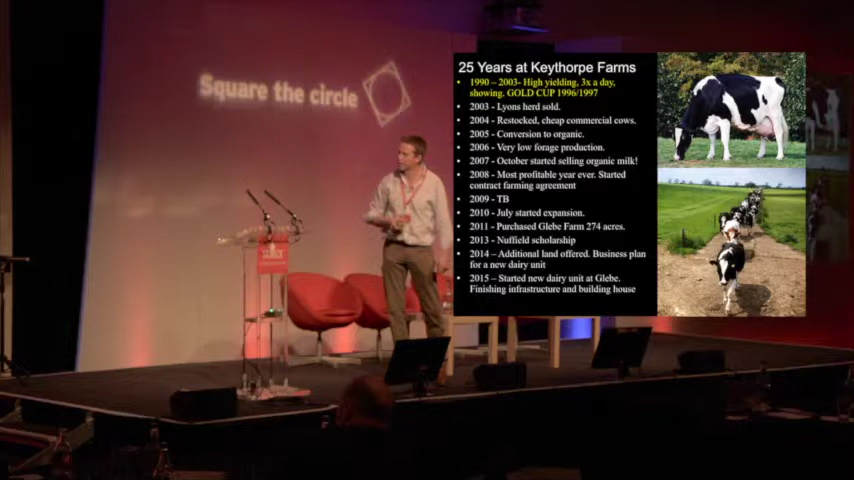 Square the circle
25 Years at Keythorpe Farms
• 1990 – 2003- High yielding, 3x a day,
showing. GOLD CUP 1996/1997
• 2003 - Lyons herd sold.
• 2004 - Restocked, cheap commercial cows.
• 2005 - Conversion to organic.
• 2006 - Very low forage production.
• 2007 - October started selling organic milk!
• 2008 - Most profitable year ever. Started
contract farming agreement
• 2009 - TB
• 2010 - July started expansion.
• 2011 - Purchased Glebe Farm 274 acres.
• 2013 - Nuffield scholarship
• 2014 – Additional land offered. Business plan
for a new dairy unit
• 2015 – Started new dairy unit at Glebe.
Finishing infrastructure and building house